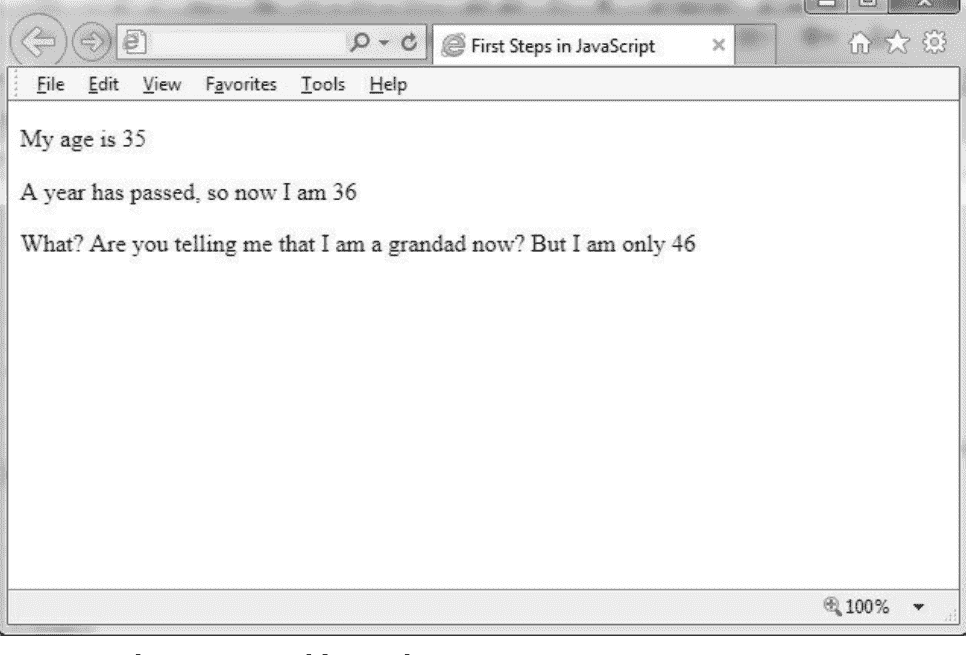 First Steps in JavaScript
File Edit View Favorites Tools Help
My age is 35
A year has passed, so now I am 36
What? Are you telling me that I am a grandad now? But I am only 46
100%